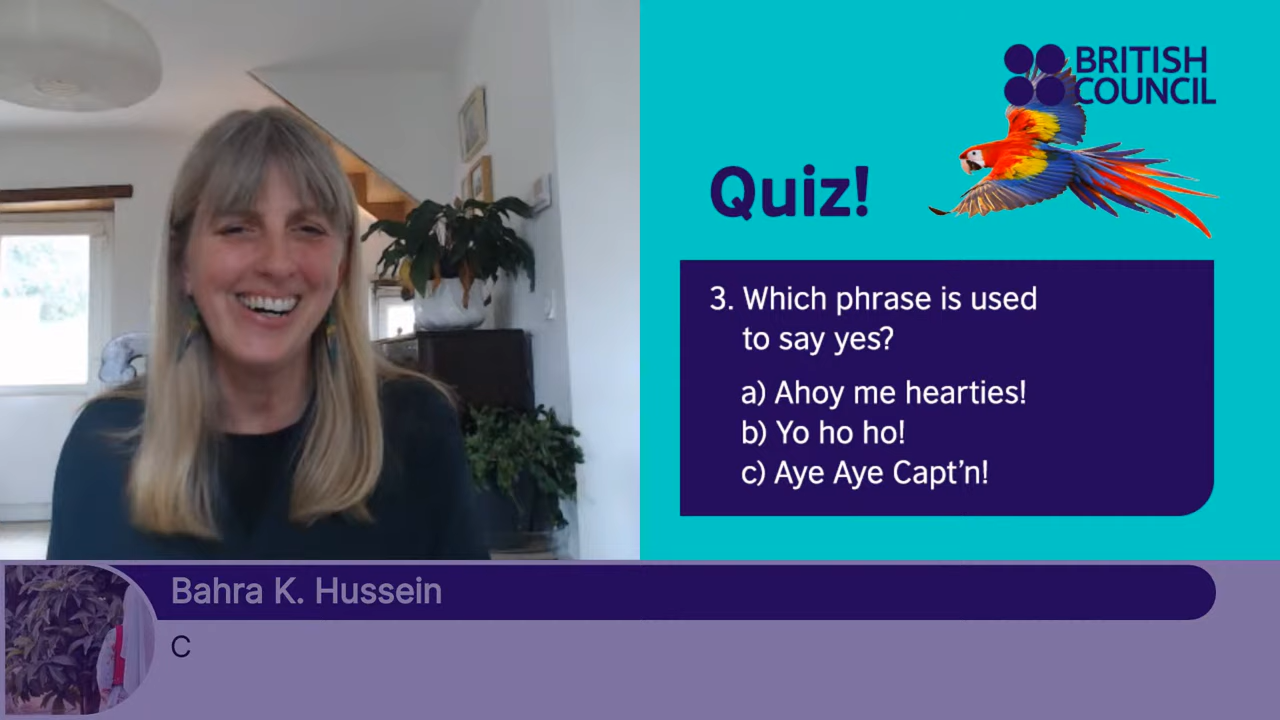 BRITISH
COUNCIL
Quiz!
3. Which phrase is used
to say yes?
a) Ahoy me hearties!
b) Yo ho ho!
c) Aye Aye Capt’n!
Bahra K. Hussein
C